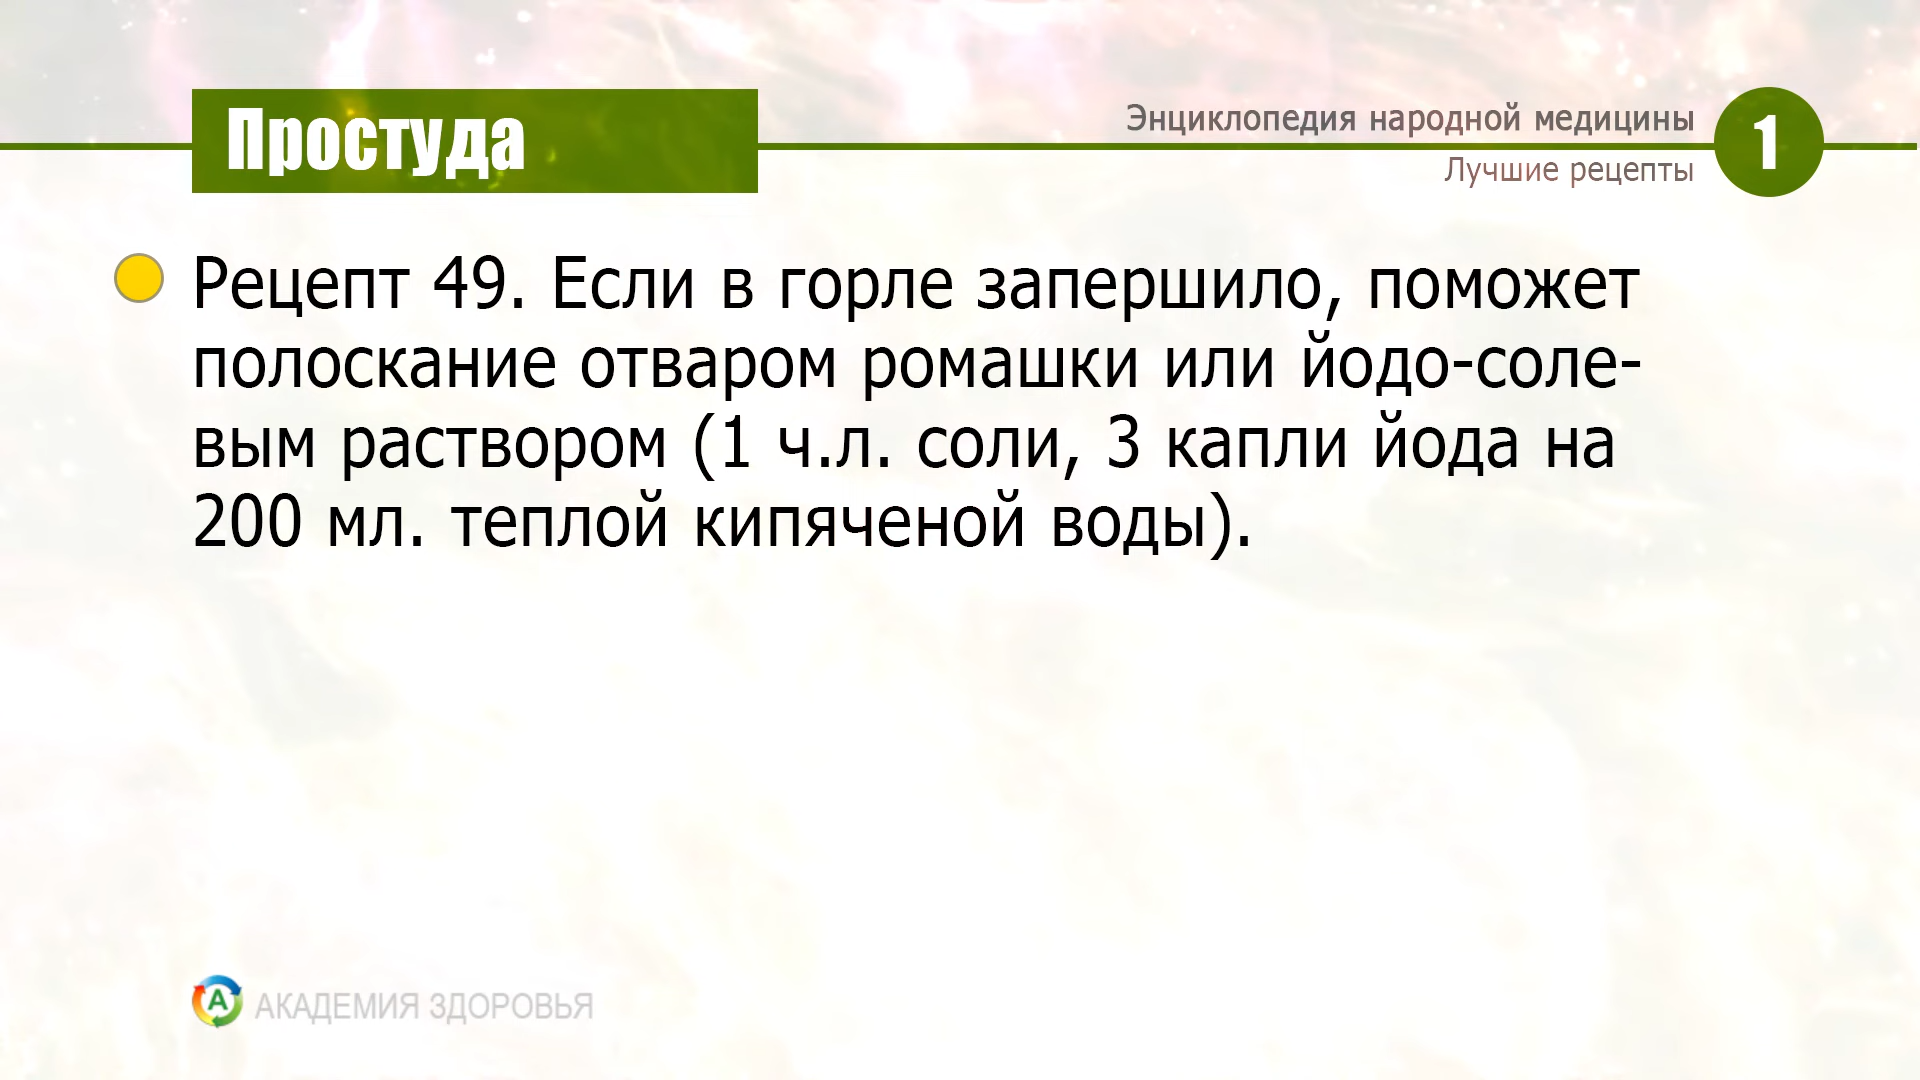 Простуда
Энциклопедия народной медицины
Лучшие рецепты
1
Рецепт 49. Если в горле запершило, поможет
полоскание отваром ромашки или йодо-соле-
вым раствором (1 ч.л. соли, 3 капли йода на
200 мл. теплой кипяченой воды).
А АКАДЕМИЯ ЗДОРОВЬЯ